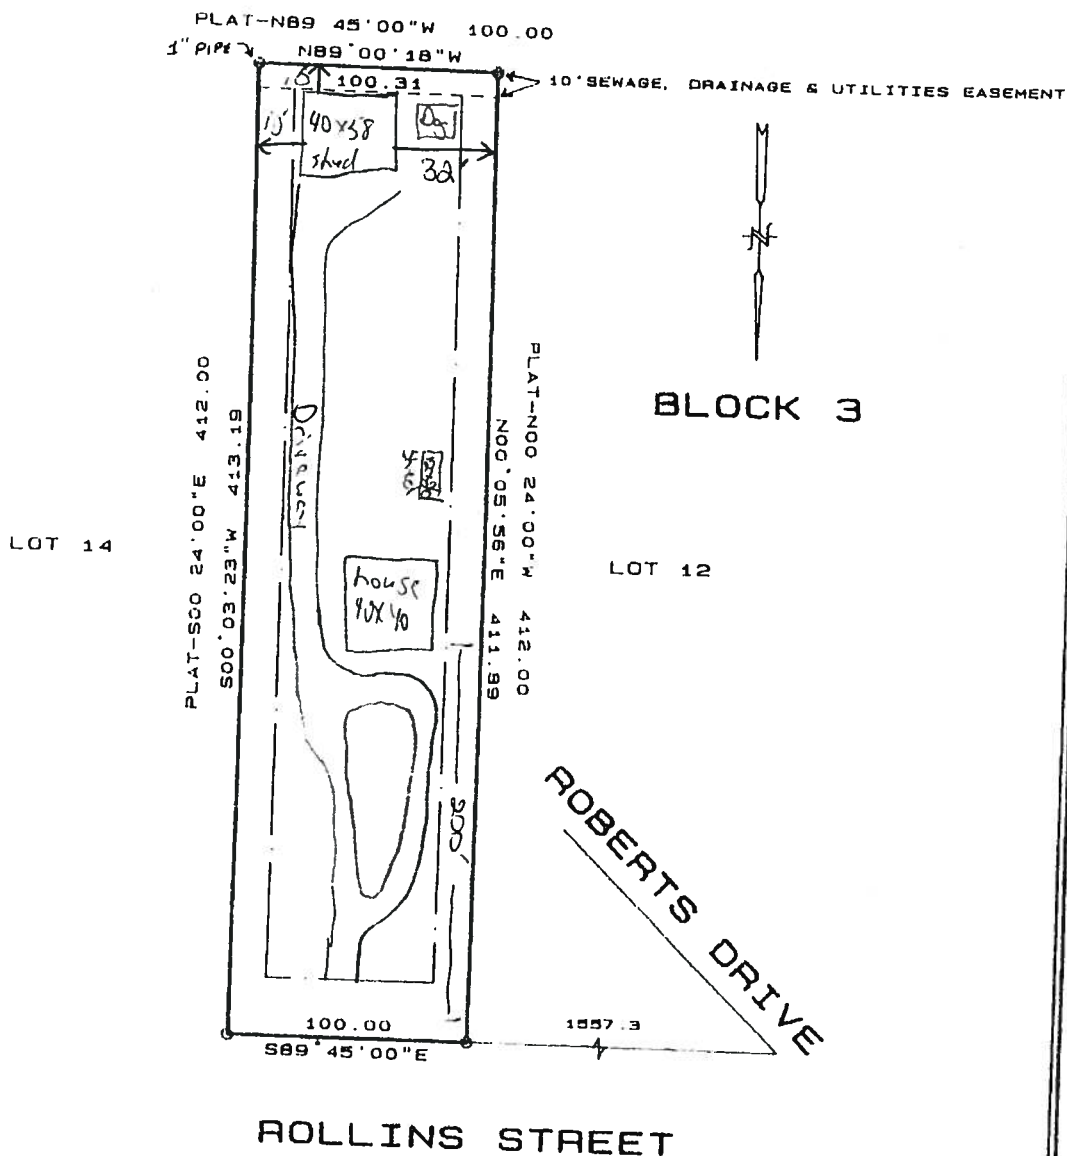 PLAT-N89 45'00"W 100.00
1" PIPE
N89°00'18"W
100.31
10'SEWAGE, DRAINAGE & UTILITIES EASEMENT
15'
40x38
shed
32'
BLOCK 3
PLAT-S00 24'00"E 412.00
S00°03'23"W 413.19
Driveway
N00°05'56"E 411.99
PLAT-N00 24'00"W 412.00
LOT 14
LOT 12
house
40X40
200'
ROBERTS DRIVE
100.00
S89°45'00"E
1557.3
ROLLINS STREET